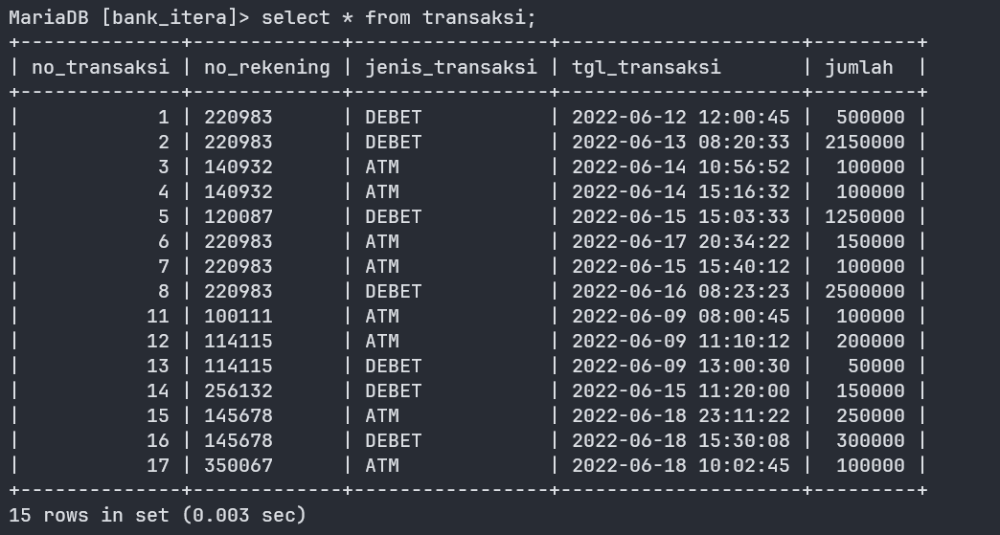 MariaDB [bank_itera]> select * from transaksi;
+--------------+-------------+-----------------+---------------------+---------+
| no_transaksi | no_rekening | jenis_transaksi | tgl_transaksi       | jumlah  |
+--------------+-------------+-----------------+---------------------+---------+
|            1 | 220983      | DEBET           | 2022-06-12 12:00:45 |  500000 |
|            2 | 220983      | DEBET           | 2022-06-13 08:20:33 | 2150000 |
|            3 | 140932      | ATM             | 2022-06-14 10:56:52 |  100000 |
|            4 | 140932      | ATM             | 2022-06-14 15:16:32 |  100000 |
|            5 | 120087      | DEBET           | 2022-06-15 15:03:33 | 1250000 |
|            6 | 220983      | ATM             | 2022-06-17 20:34:22 |  150000 |
|            7 | 220983      | ATM             | 2022-06-15 15:40:12 |  100000 |
|            8 | 220983      | DEBET           | 2022-06-16 08:23:23 | 2500000 |
|           11 | 100111      | ATM             | 2022-06-09 08:00:45 |  100000 |
|           12 | 114115      | ATM             | 2022-06-09 11:10:12 |  200000 |
|           13 | 114115      | DEBET           | 2022-06-09 13:00:30 |   50000 |
|           14 | 256132      | DEBET           | 2022-06-15 11:20:00 |  150000 |
|           15 | 145678      | ATM             | 2022-06-18 23:11:22 |  250000 |
|           16 | 145678      | DEBET           | 2022-06-18 15:30:08 |  300000 |
|           17 | 350067      | ATM             | 2022-06-18 10:02:45 |  100000 |
+--------------+-------------+-----------------+---------------------+---------+
15 rows in set (0.003 sec)